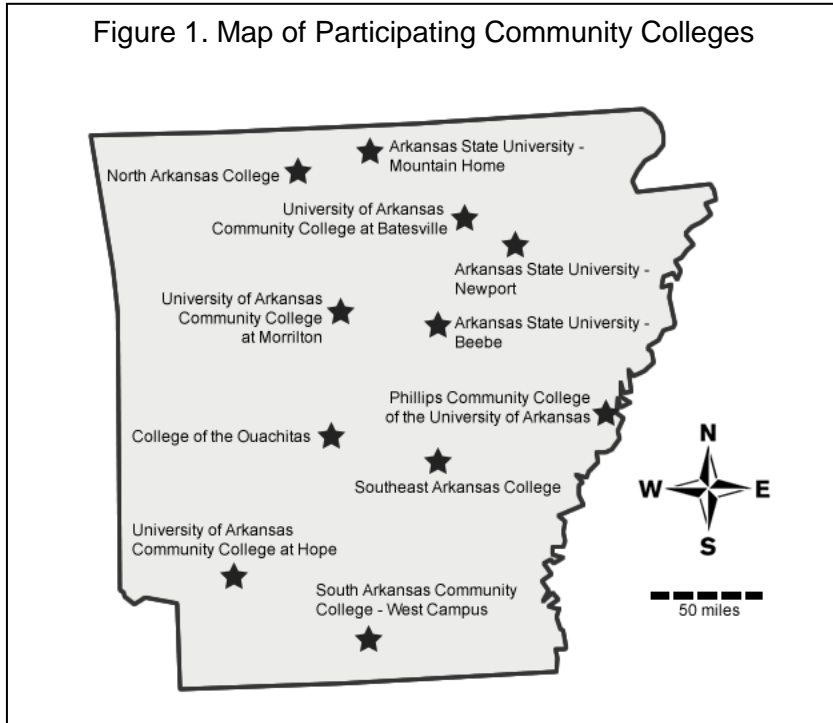 Figure 1. Map of Participating Community Colleges
Arkansas State University -
Mountain Home
North Arkansas College
University of Arkansas
Community College at Batesville
Arkansas State University -
Newport
University of Arkansas
Community College
at Morrilton
Arkansas State University -
Beebe
Phillips Community College
of the University of Arkansas
College of the Ouachitas
Southeast Arkansas College
N
W
E
S
University of Arkansas
Community College at Hope
South Arkansas Community
College - West Campus
50 miles